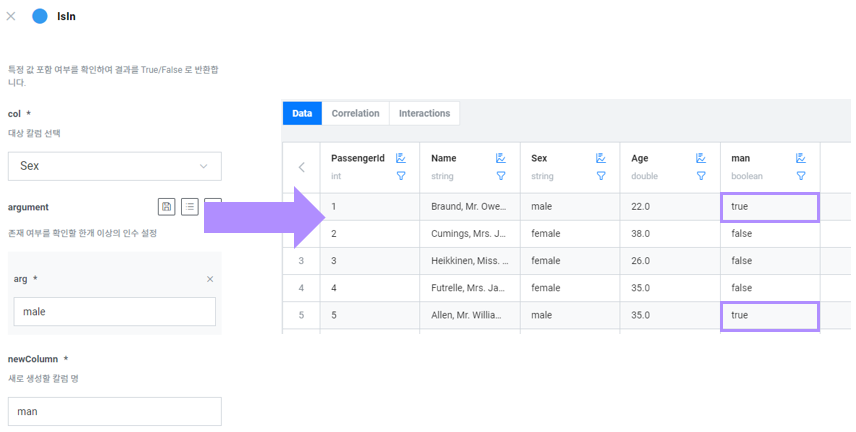 IsIn
특정 값 포함 여부를 확인하여 결과를 True/False 로 반환합
니다.
col *
대상 칼럼 선택
Sex
argument
존재 여부를 확인할 한개 이상의 인수 설정
arg *
male
newColumn *
새로 생성할 칼럼 명
man
Data Correlation Interactions
PassengerId Name Sex Age man
int string string double boolean
1 Braund, Mr. Owe... male 22.0 true
2 Cumings, Mrs. J... female 38.0 false
3 3 Heikkinen, Miss. ... female 26.0 false
4 4 Futrelle, Mrs. Ja... female 35.0 false
5 5 Allen, Mr. Willia... male 35.0 true